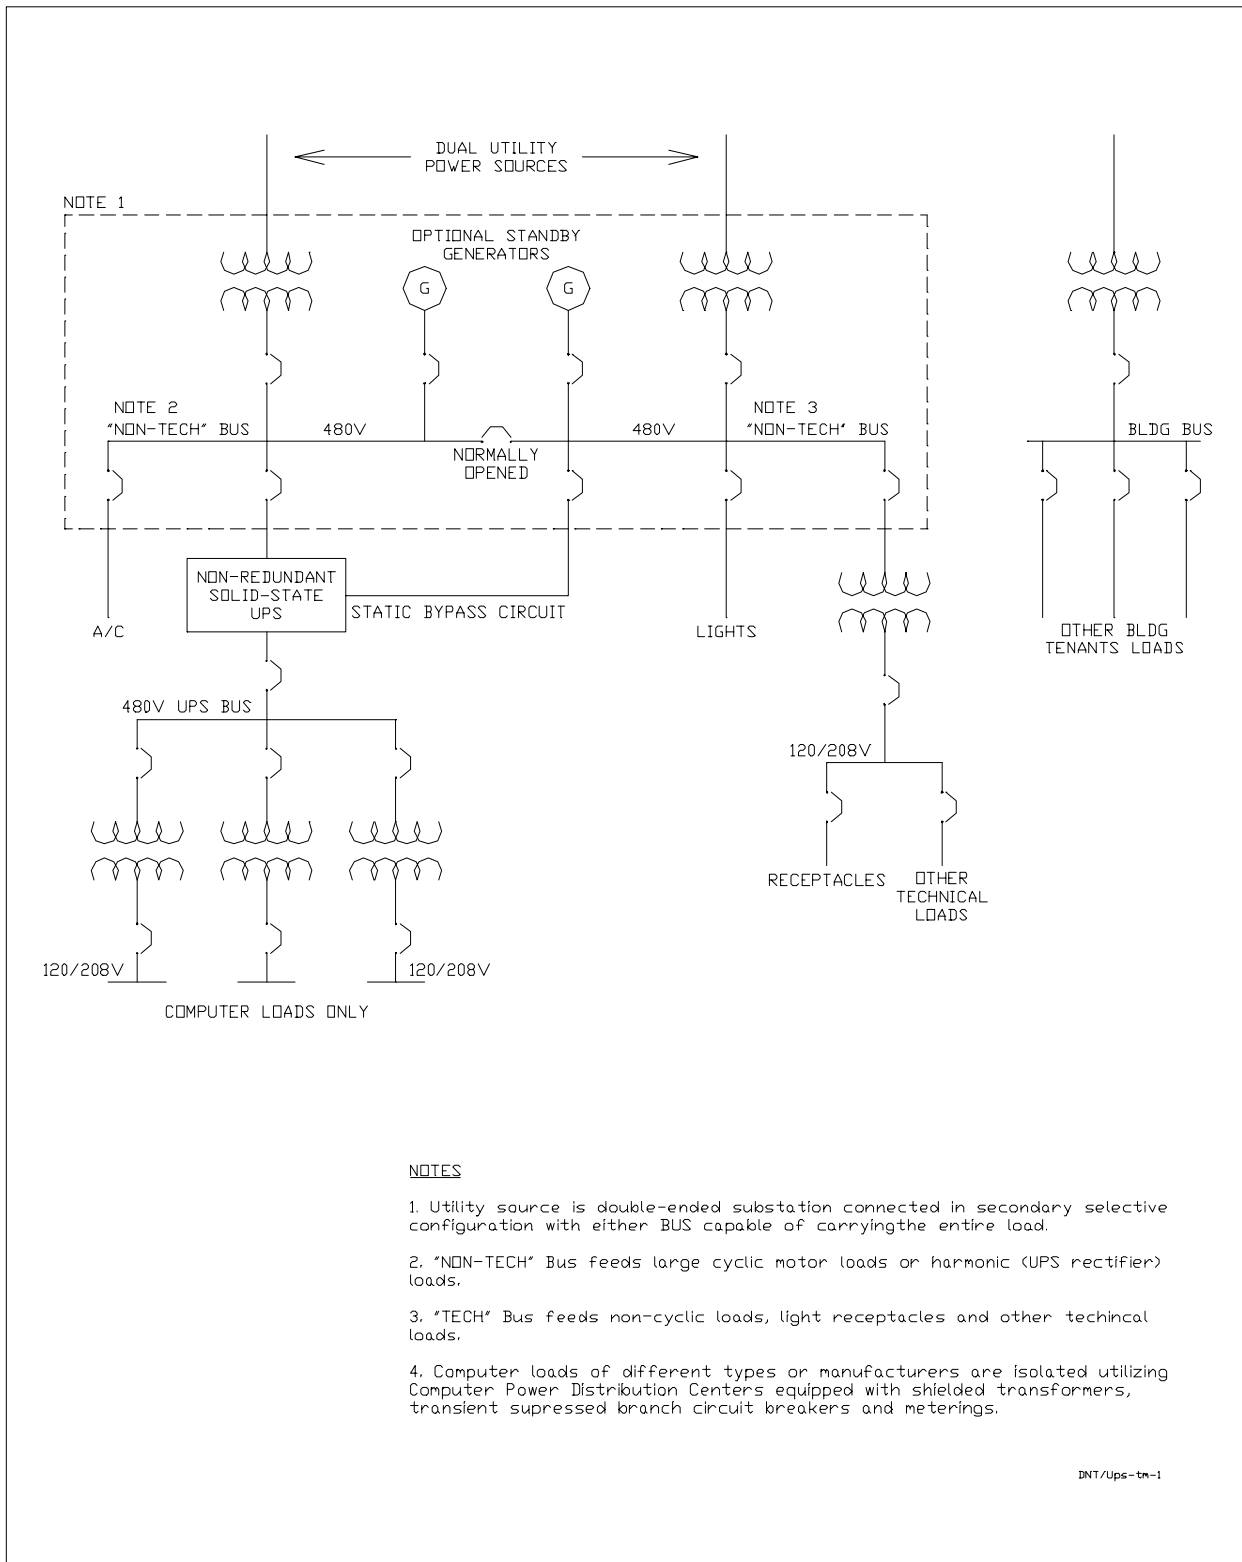 DUAL UTILITY
POWER SOURCES
NOTE 1
OPTIONAL STANDBY
GENERATORS
G
G
NOTE 2
"NON-TECH" BUS
480V
NORMALLY
OPENED
480V
NOTE 3
"NON-TECH" BUS
BLDG BUS
NON-REDUNDANT
SOLID-STATE
UPS
STATIC BYPASS CIRCUIT
A/C
LIGHTS
OTHER BLDG
TENANTS LOADS
480V UPS BUS
120/208V
RECEPTACLES
OTHER
TECHNICAL
LOADS
120/208V
120/208V
COMPUTER LOADS ONLY
NOTES
1. Utility source is double-ended substation connected in secondary selective
configuration with either BUS capable of carryingthe entire load.
2. "NON-TECH" Bus feeds large cyclic motor loads or harmonic (UPS rectifier)
loads.
3. "TECH" Bus feeds non-cyclic loads, light receptacles and other techincal
loads.
4. Computer loads of different types or manufacturers are isolated utilizing
Computer Power Distribution Centers equipped with shielded transformers,
transient supressed branch circuit breakers and meterings.
DNT/Ups-tm-1